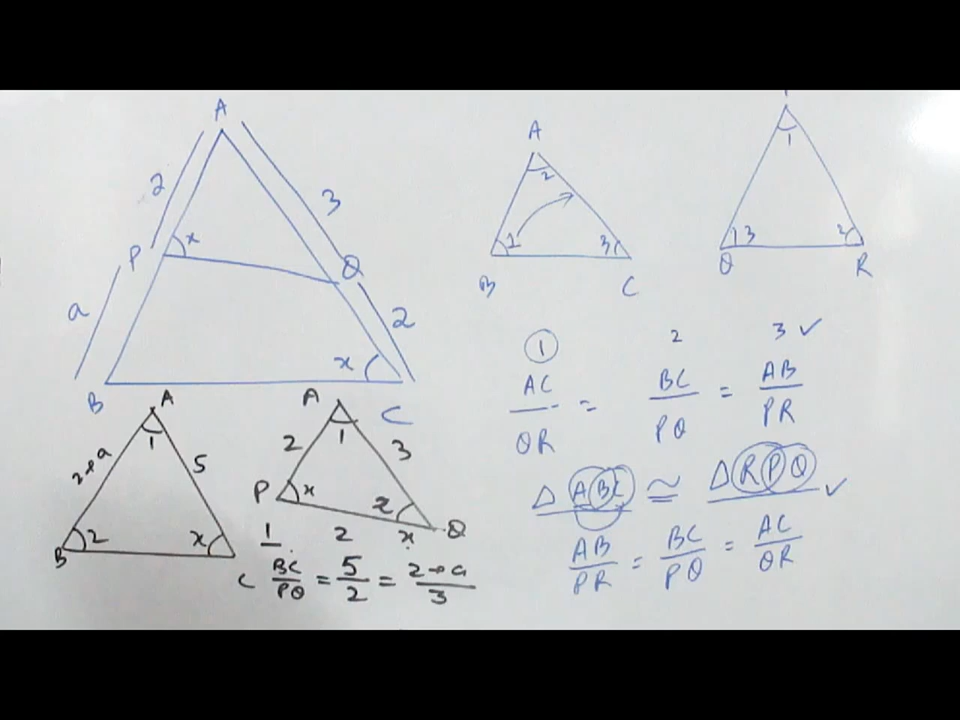 A
2
3
P
x
Q
a
2
x
B
C
A
2
1
3
B
C
1
3
2
Q
R
1 2 3 ✓
AC/QR = BC/PQ = AB/PR
Δ ABC ≅ Δ RPQ ✓
AB/PR = BC/PQ = AC/QR
A
1
2+a
5
B
2
x
C
A
1
2
3
P
x
2
Q
1 2 x
BC/PQ = 5/2 = 2+a/3